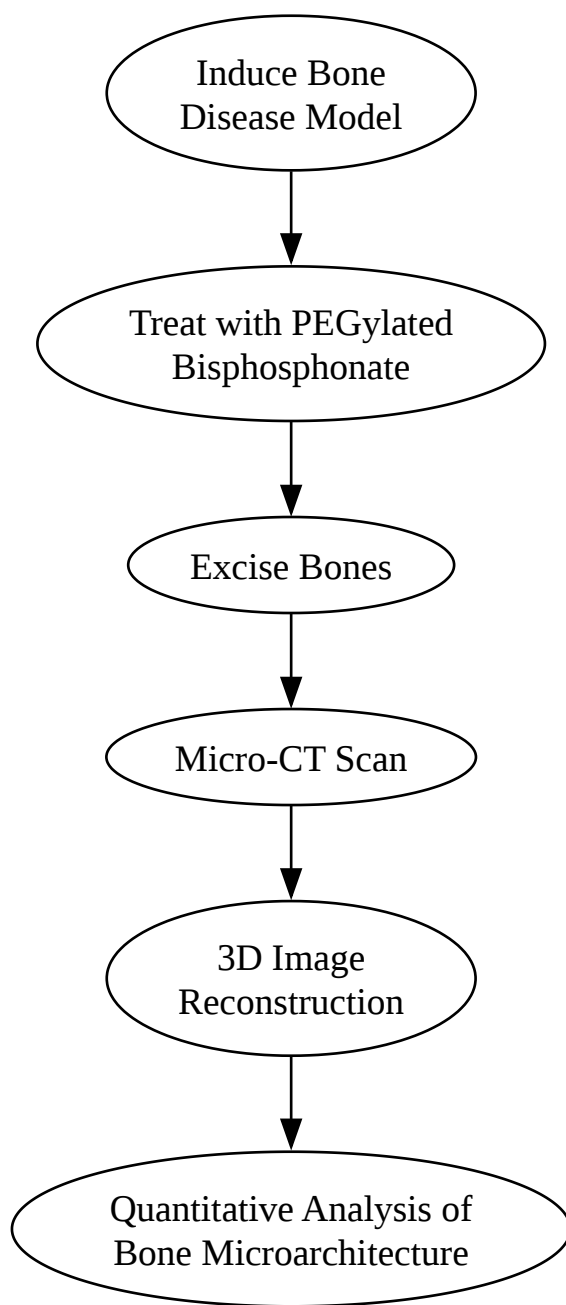 Induce Bone
Disease Model
Treat with PEGylated
Bisphosphonate
Excise Bones
Micro-CT Scan
3D Image
Reconstruction
Quantitative Analysis of
Bone Microarchitecture